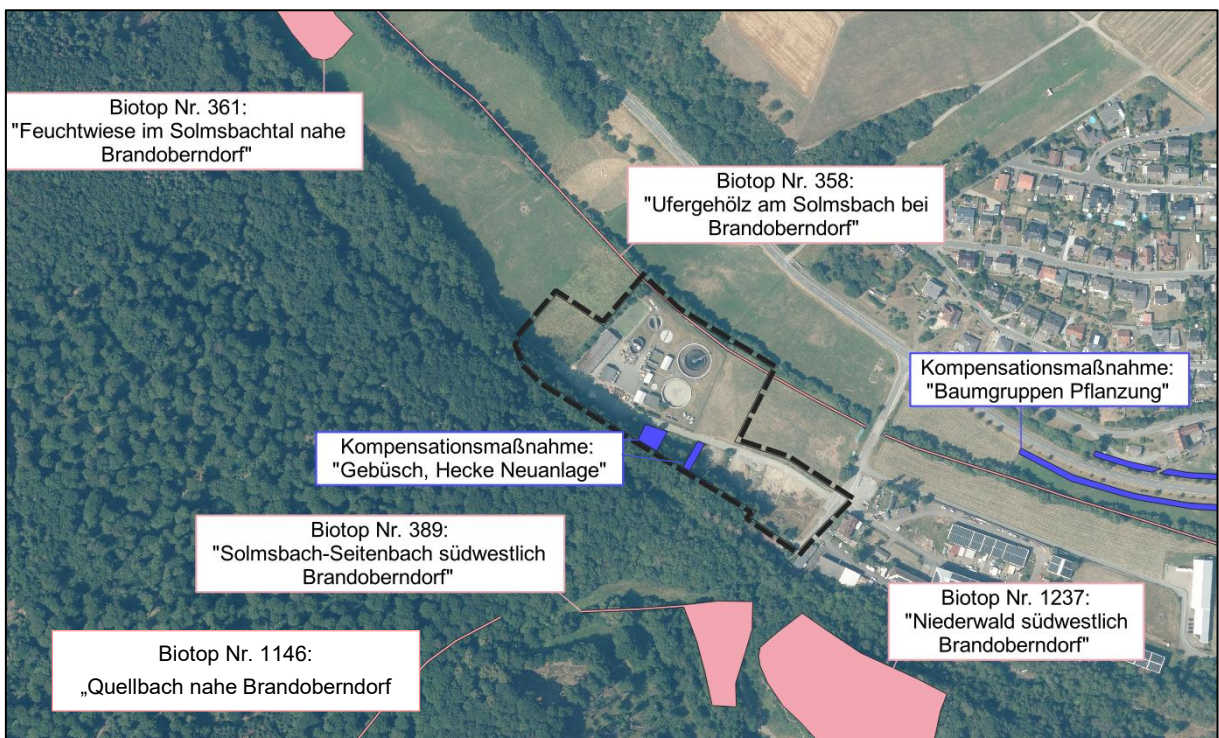 Biotop Nr. 361:
"Feuchtwiese im Solmsbachtal nahe
Brandoberndorf"
Biotop Nr. 358:
"Ufergehölz am Solmsbach bei
Brandoberndorf"
Kompensationsmaßnahme:
"Baumgruppen Pflanzung"
Kompensationsmaßnahme:
"Gebüsch, Hecke Neuanlage"
Biotop Nr. 389:
"Solmsbach-Seitenbach südwestlich
Brandoberndorf"
Biotop Nr. 1237:
"Niederwald südwestlich
Brandoberndorf"
Biotop Nr. 1146:
„Quellbach nahe Brandoberndorf